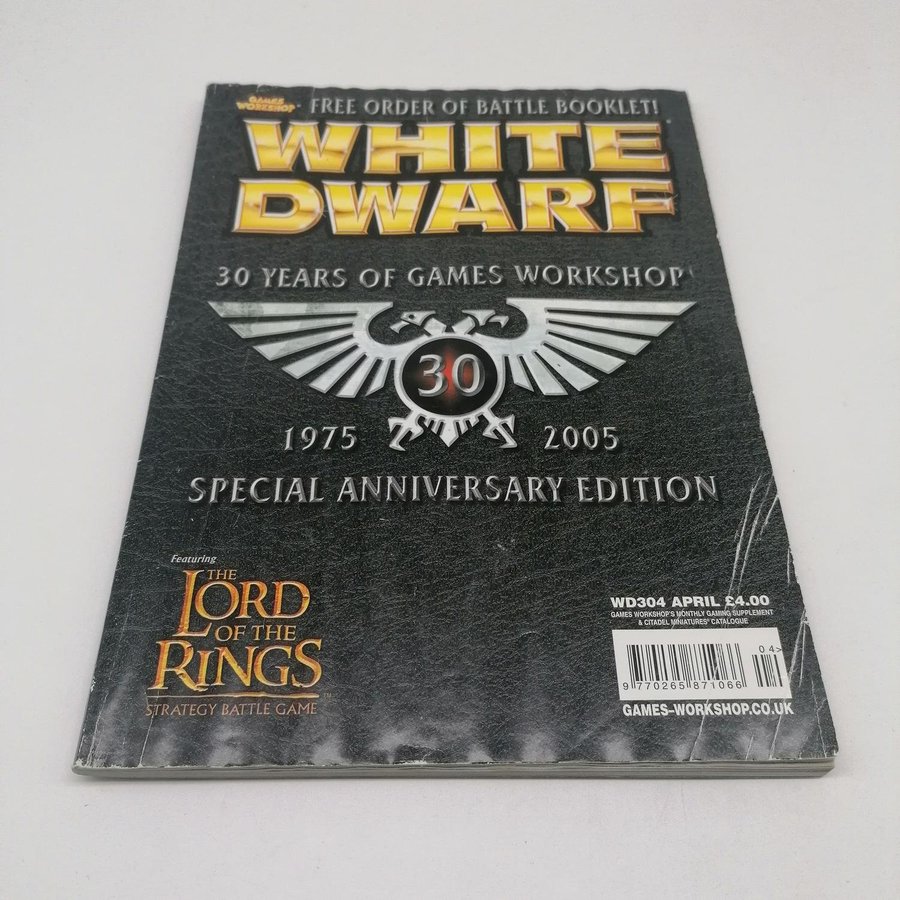 GAMES WORKSHOP
FREE ORDER OF BATTLE BOOKLET!
WHITE
DWARF
30 YEARS OF GAMES WORKSHOP
30
1975 2005
SPECIAL ANNIVERSARY EDITION
Featuring
THE
LORD
OF THE
RINGS
STRATEGY BATTLE GAME
WD304 APRIL £4.00
GAMES WORKSHOP'S MONTHLY GAMING SUPPLEMENT
& CITADEL MINIATURES' CATALOGUE
04>
9 770265 871066
GAMES-WORKSHOP.CO.UK